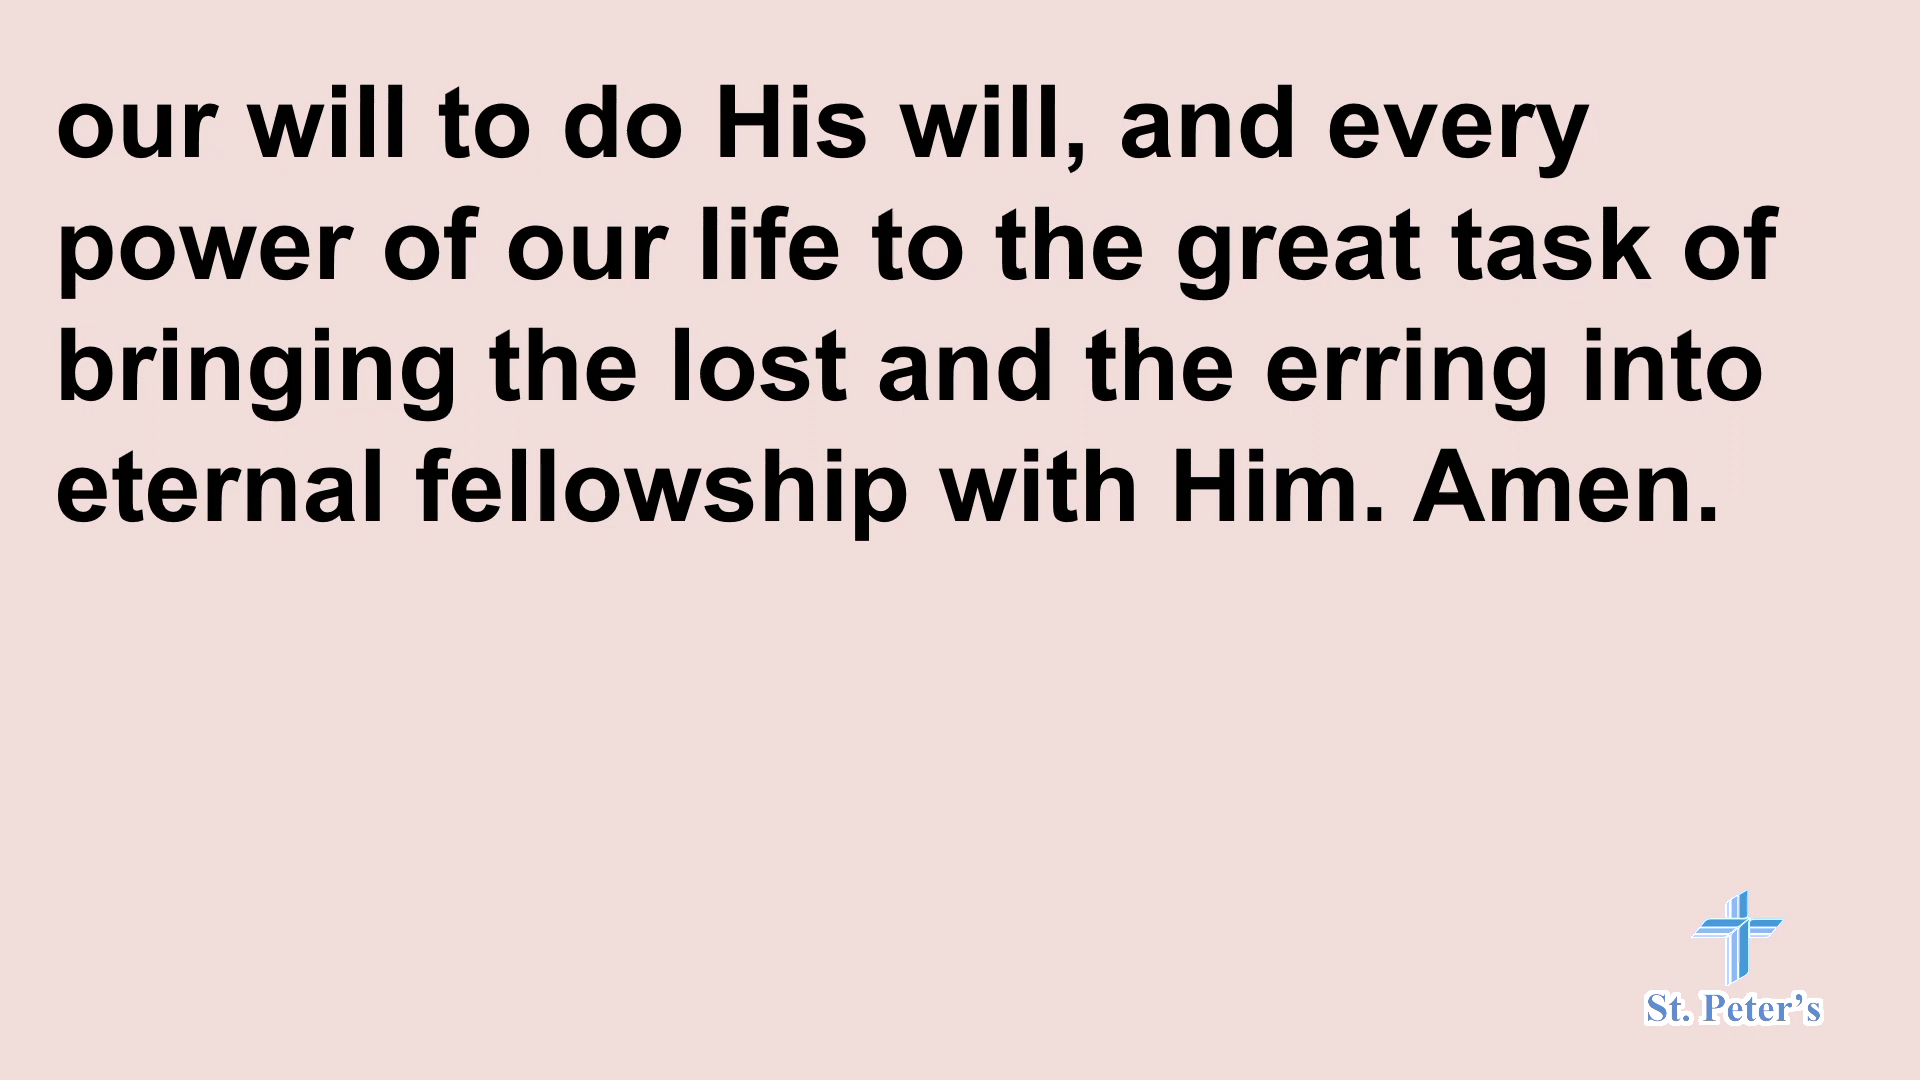 our will to do His will, and every
power of our life to the great task of
bringing the lost and the erring into
eternal fellowship with Him. Amen.
St. Peter’s